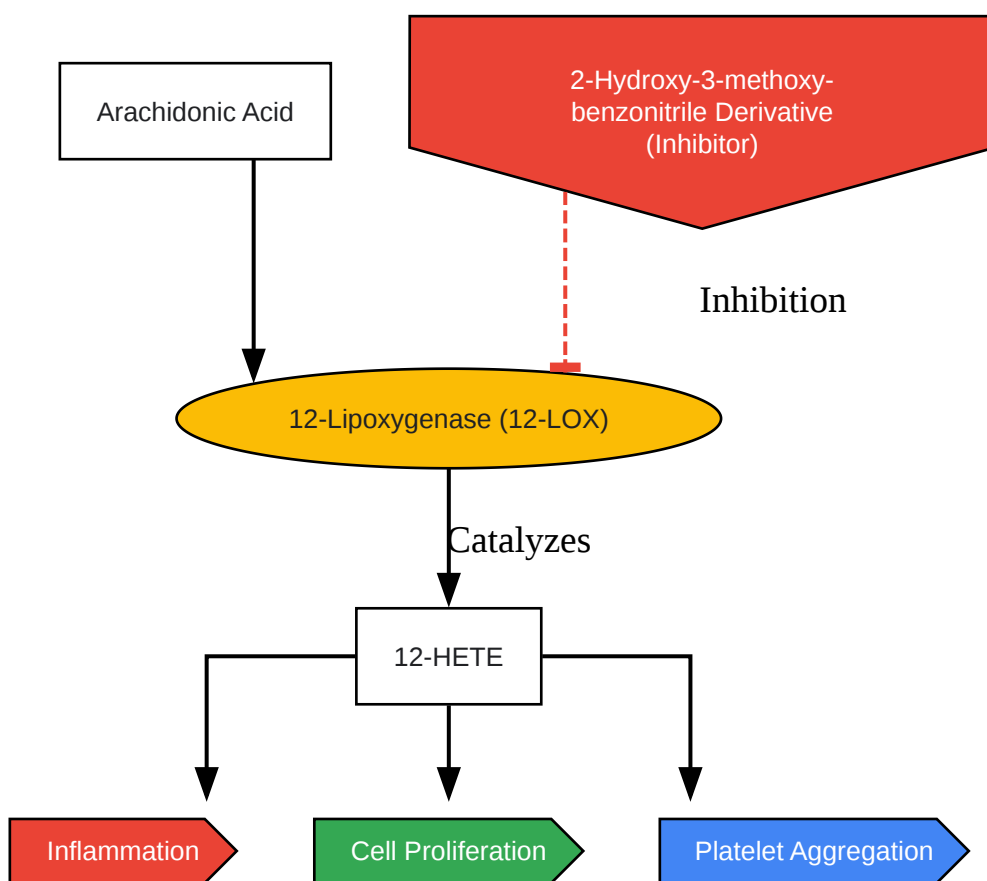 Arachidonic Acid
2-Hydroxy-3-methoxy-
benzonitrile Derivative
(Inhibitor)
Inhibition
12-Lipoxygenase (12-LOX)
Catalyzes
12-HETE
Inflammation
Cell Proliferation
Platelet Aggregation